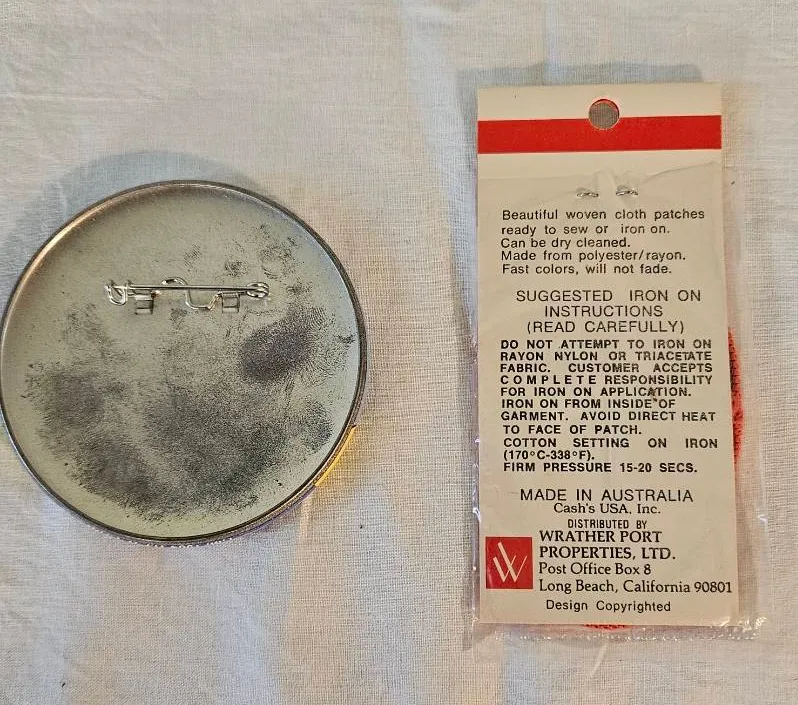 Beautiful woven cloth patches
ready to sew or iron on.
Can be dry cleaned.
Made from polyester/rayon.
Fast colors, will not fade.
SUGGESTED IRON ON
INSTRUCTIONS
(READ CAREFULLY)
DO NOT ATTEMPT TO IRON ON
RAYON NYLON OR TRIACETATE
FABRIC. CUSTOMER ACCEPTS
COMPLETE RESPONSIBILITY
FOR IRON ON APPLICATION.
IRON ON FROM INSIDE OF
GARMENT. AVOID DIRECT HEAT
TO FACE OF PATCH.
COTTON SETTING ON IRON
(170°C-338°F).
FIRM PRESSURE 15-20 SECS.
MADE IN AUSTRALIA
Cash's USA, Inc.
DISTRIBUTED BY
WRATHER PORT
PROPERTIES, LTD.
Post Office Box 8
Long Beach, California 90801
Design Copyrighted